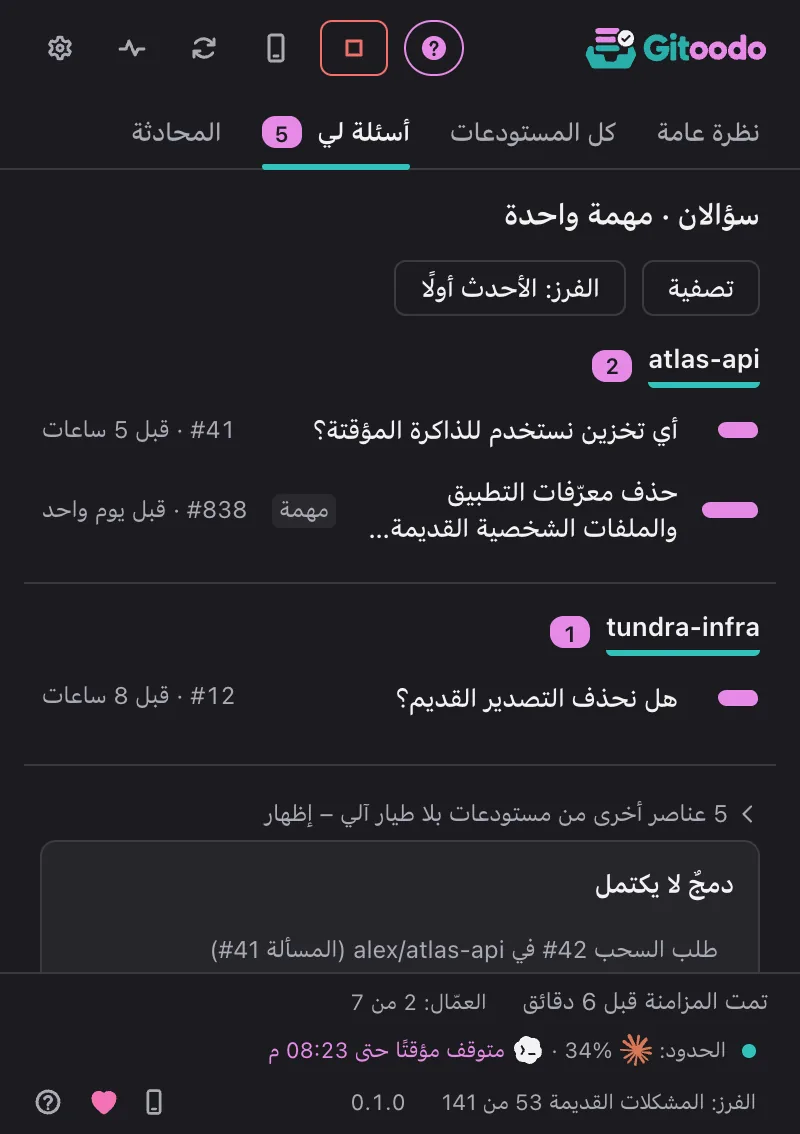 Gitoodo
نظرة عامة
كل المستودعات
أسئلة لي 5
المحادثة
سؤالان · مهمة واحدة
تصفية
الفرز: الأحدث أولًا
atlas-api 2
أي تخزين نستخدم للذاكرة المؤقتة؟
#41 · قبل 5 ساعات
حذف معرّفات التطبيق
والملفات الشخصية القديمة...
مهمة
#838 · قبل يوم واحد
tundra-infra 1
هل نحذف التصدير القديم؟
#12 · قبل 8 ساعات
5 عناصر أخرى من مستودعات بلا طيار آلي – إظهار
دمجٌ لا يكتمل
طلب السحب #42 في alex/atlas-api (المسألة #41)
تمت المزامنة قبل 6 دقائق
العمّال: 2 من 7
الحدود: 34% · متوقف مؤقتًا حتى 08:23 م
الفرز: المشكلات القديمة 53 من 141
0.1.0